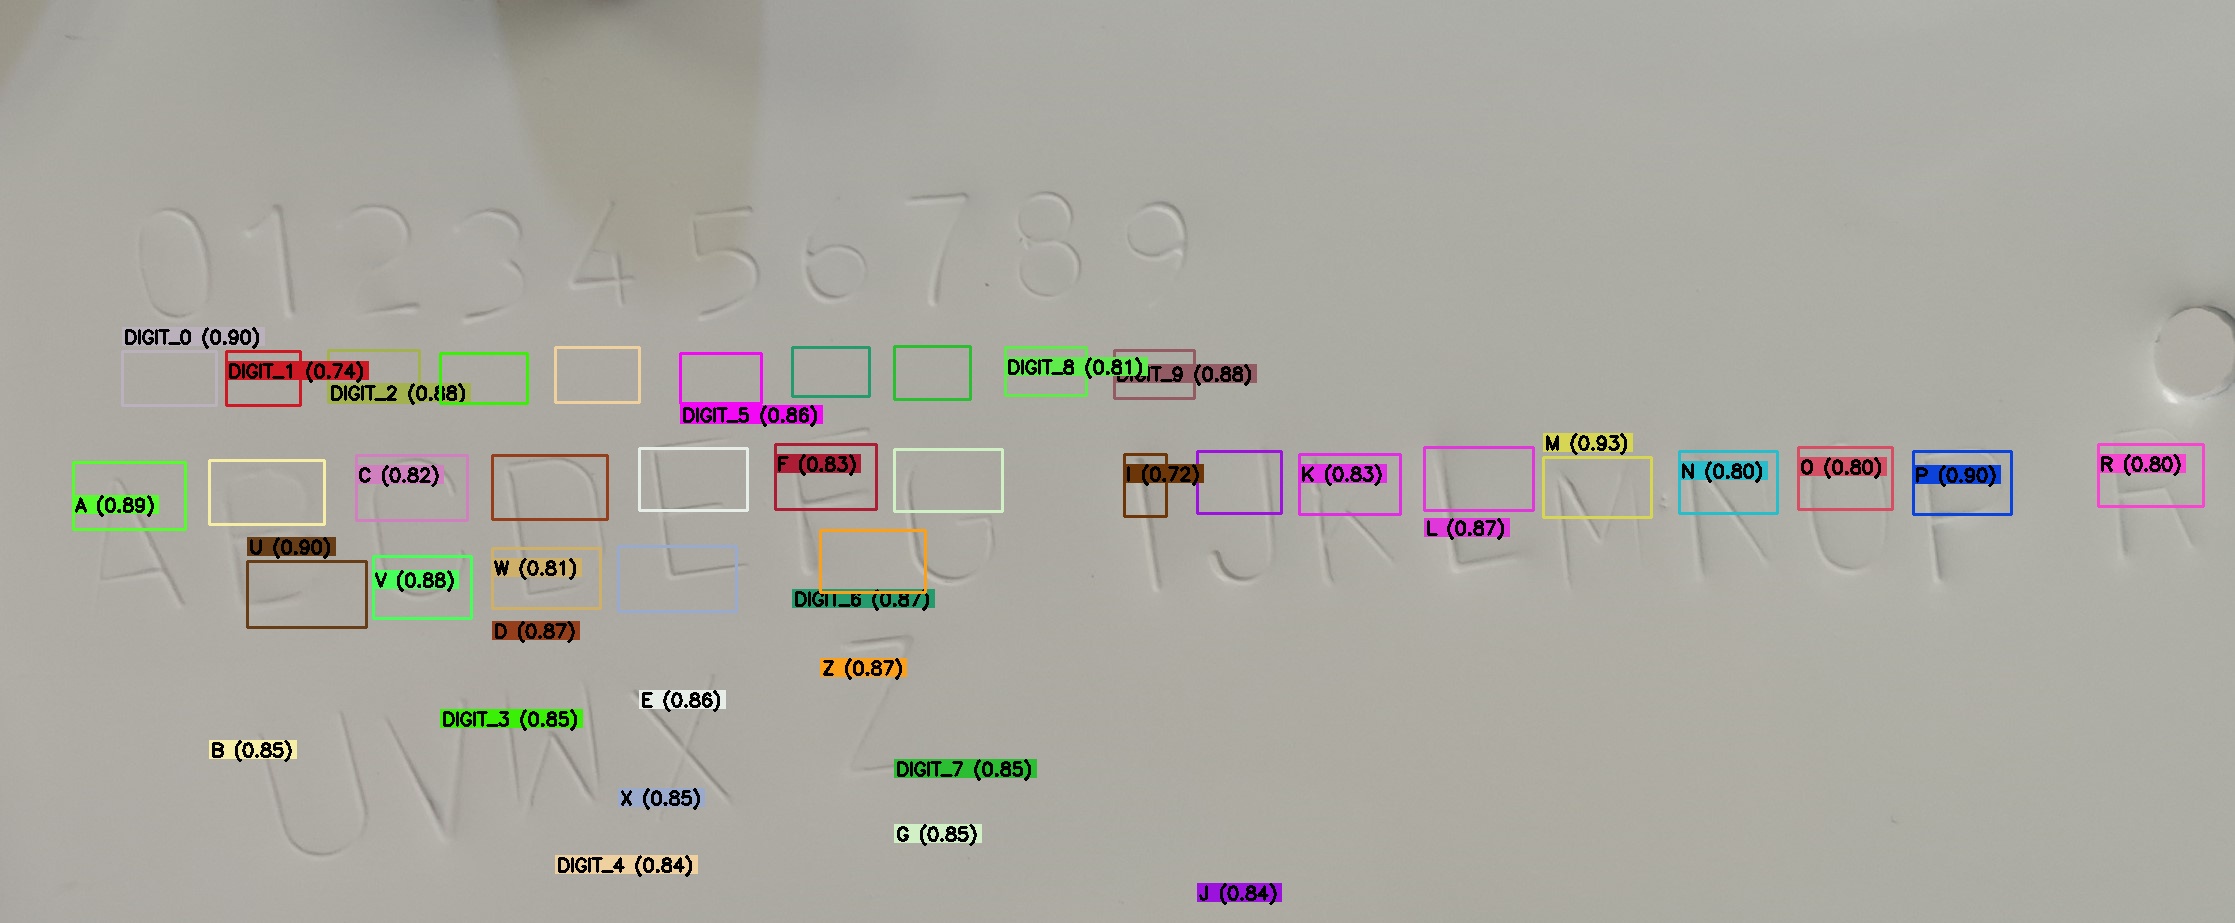 0123456789
DIGIT_0 (0.90)
DIGIT_1 (0.74) DIGIT_2 (0.88) DIGIT_8 (0.81) DIGIT_9 (0.88)
DIGIT_5 (0.86)
ABCDEFG IJKLMNOP R
M (0.93)
A (0.89) C (0.82) F (0.83) I (0.72) K (0.83) N (0.80) O (0.80) P (0.90) R (0.80)
L (0.87)
U (0.90)
V (0.88) W (0.81)
DIGIT_6 (0.87)
D (0.87)
Z (0.87)
UVWX Z
E (0.86)
DIGIT_3 (0.85)
B (0.85)
DIGIT_7 (0.85)
X (0.85)
G (0.85)
DIGIT_4 (0.84)
J (0.84)